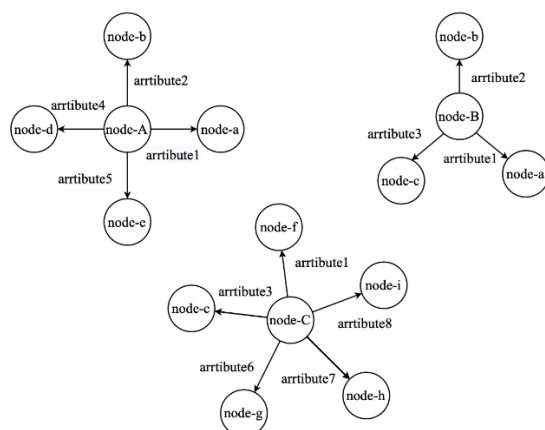 node-b
node-b
arrtibute2
arrtibute2
arrtibute4
node-d
node-A
node-a
node-B
arrtibute3
arrtibute1
arrtibute1
arrtibute5
node-c
node-a
node-e
node-f
arrtibute1
node-i
arrtibute3
node-c
node-C
arrtibute8
arrtibute6
arrtibute7
node-h
node-g